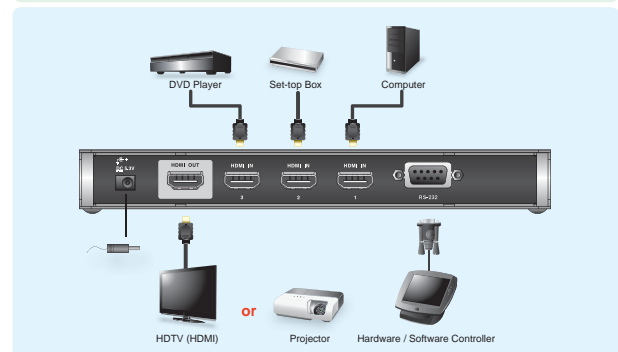 DVD Player
Set-top Box
Computer
DC 5.3V
HDMI OUT
HDMI IN
HDMI IN
HDMI IN
3
2
1
RS-232
HDTV (HDMI)
or
Projector
Hardware / Software Controller